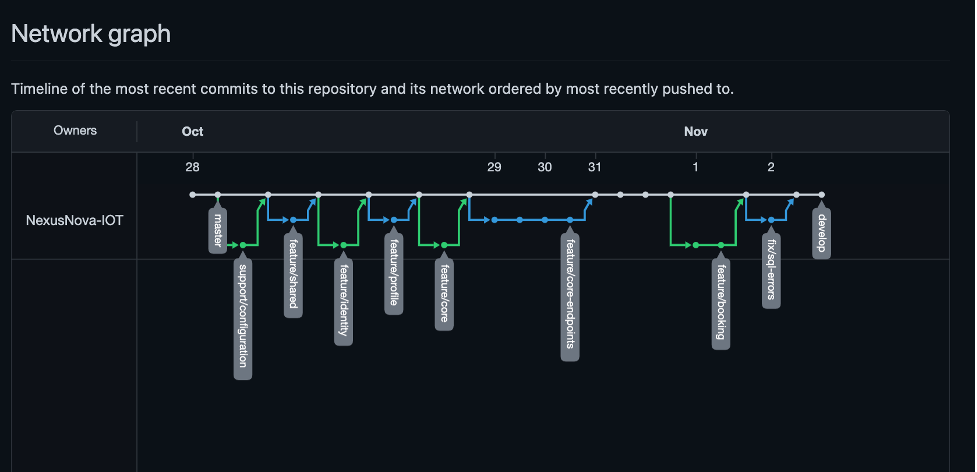 Network graph
Timeline of the most recent commits to this repository and its network ordered by most recently pushed to.
Owners
Oct
Nov
28
29
30
31
1
2
NexusNova-IOT
master
support/configuration
feature/shared
feature/identity
feature/profile
feature/core
feature/core-endpoints
feature/booking
fix/sql-errors
develop